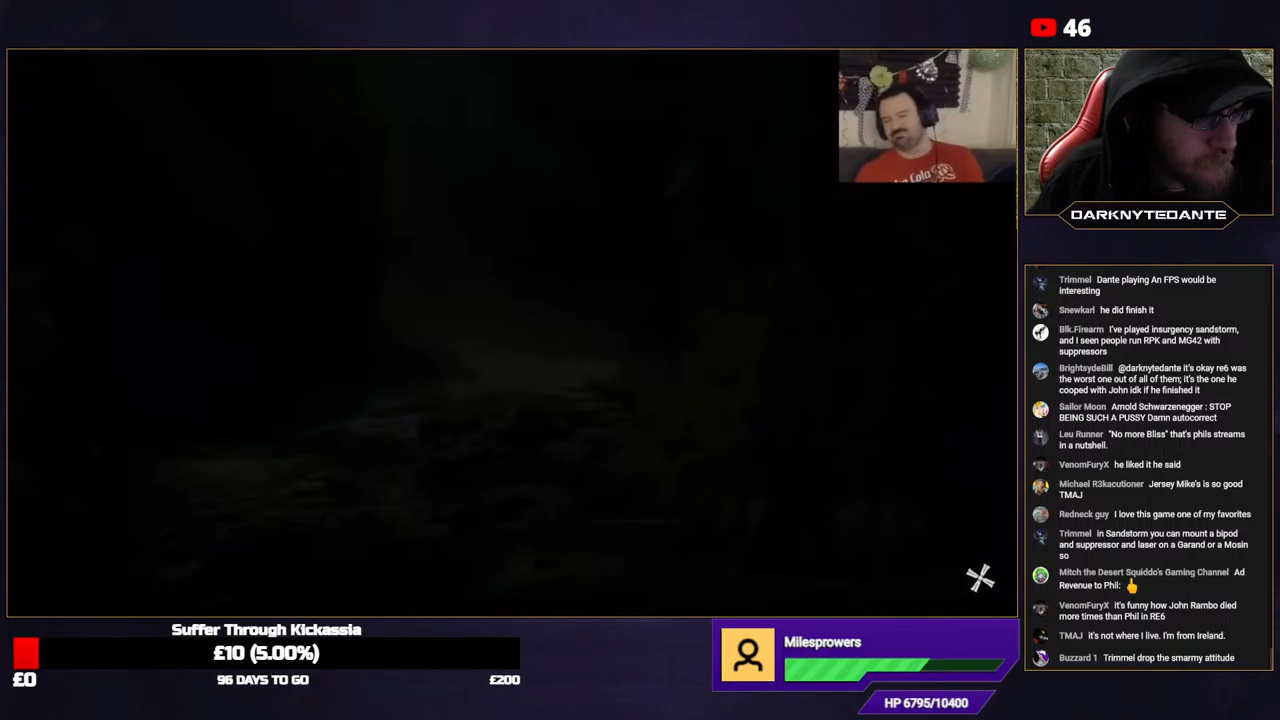 46
Cola
DARKNYTEDANTE
Trimmel Dante playing An FPS would be
interesting
Snewkarl he did finish it
Blk.Firearm I've played insurgency sandstorm,
and I seen people run RPK and MG42 with
suppressors
BrightsydeBill @darknytedante it's okay re6 was
the worst one out of all of them; it's the one he
cooped with John idk if he finished it
Sailor Moon Arnold Schwarzenegger : STOP
BEING SUCH A PUSSY Damn autocorrect
Leu Runner "No more Bliss" that's phils streams
in a nutshell.
VenomFuryX he liked it he said
Michael R3kacutioner Jersey Mike's is so good
TMAJ
Redneck guy I love this game one of my favorites
Trimmel in Sandstorm you can mount a bipod
and suppressor and laser on a Garand or a Mosin
so
Mitch the Desert Squiddo's Gaming Channel Ad
Revenue to Phil: 👆
VenomFuryX it's funny how John Rambo died
more times than Phil in RE6
TMAJ it's not where I live. I'm from Ireland.
Buzzard 1 Trimmel drop the smarmy attitude
Suffer Through Kickassia
£10 (5.00%)
£0
96 DAYS TO GO
£200
Milesprowers
HP 6795/10400